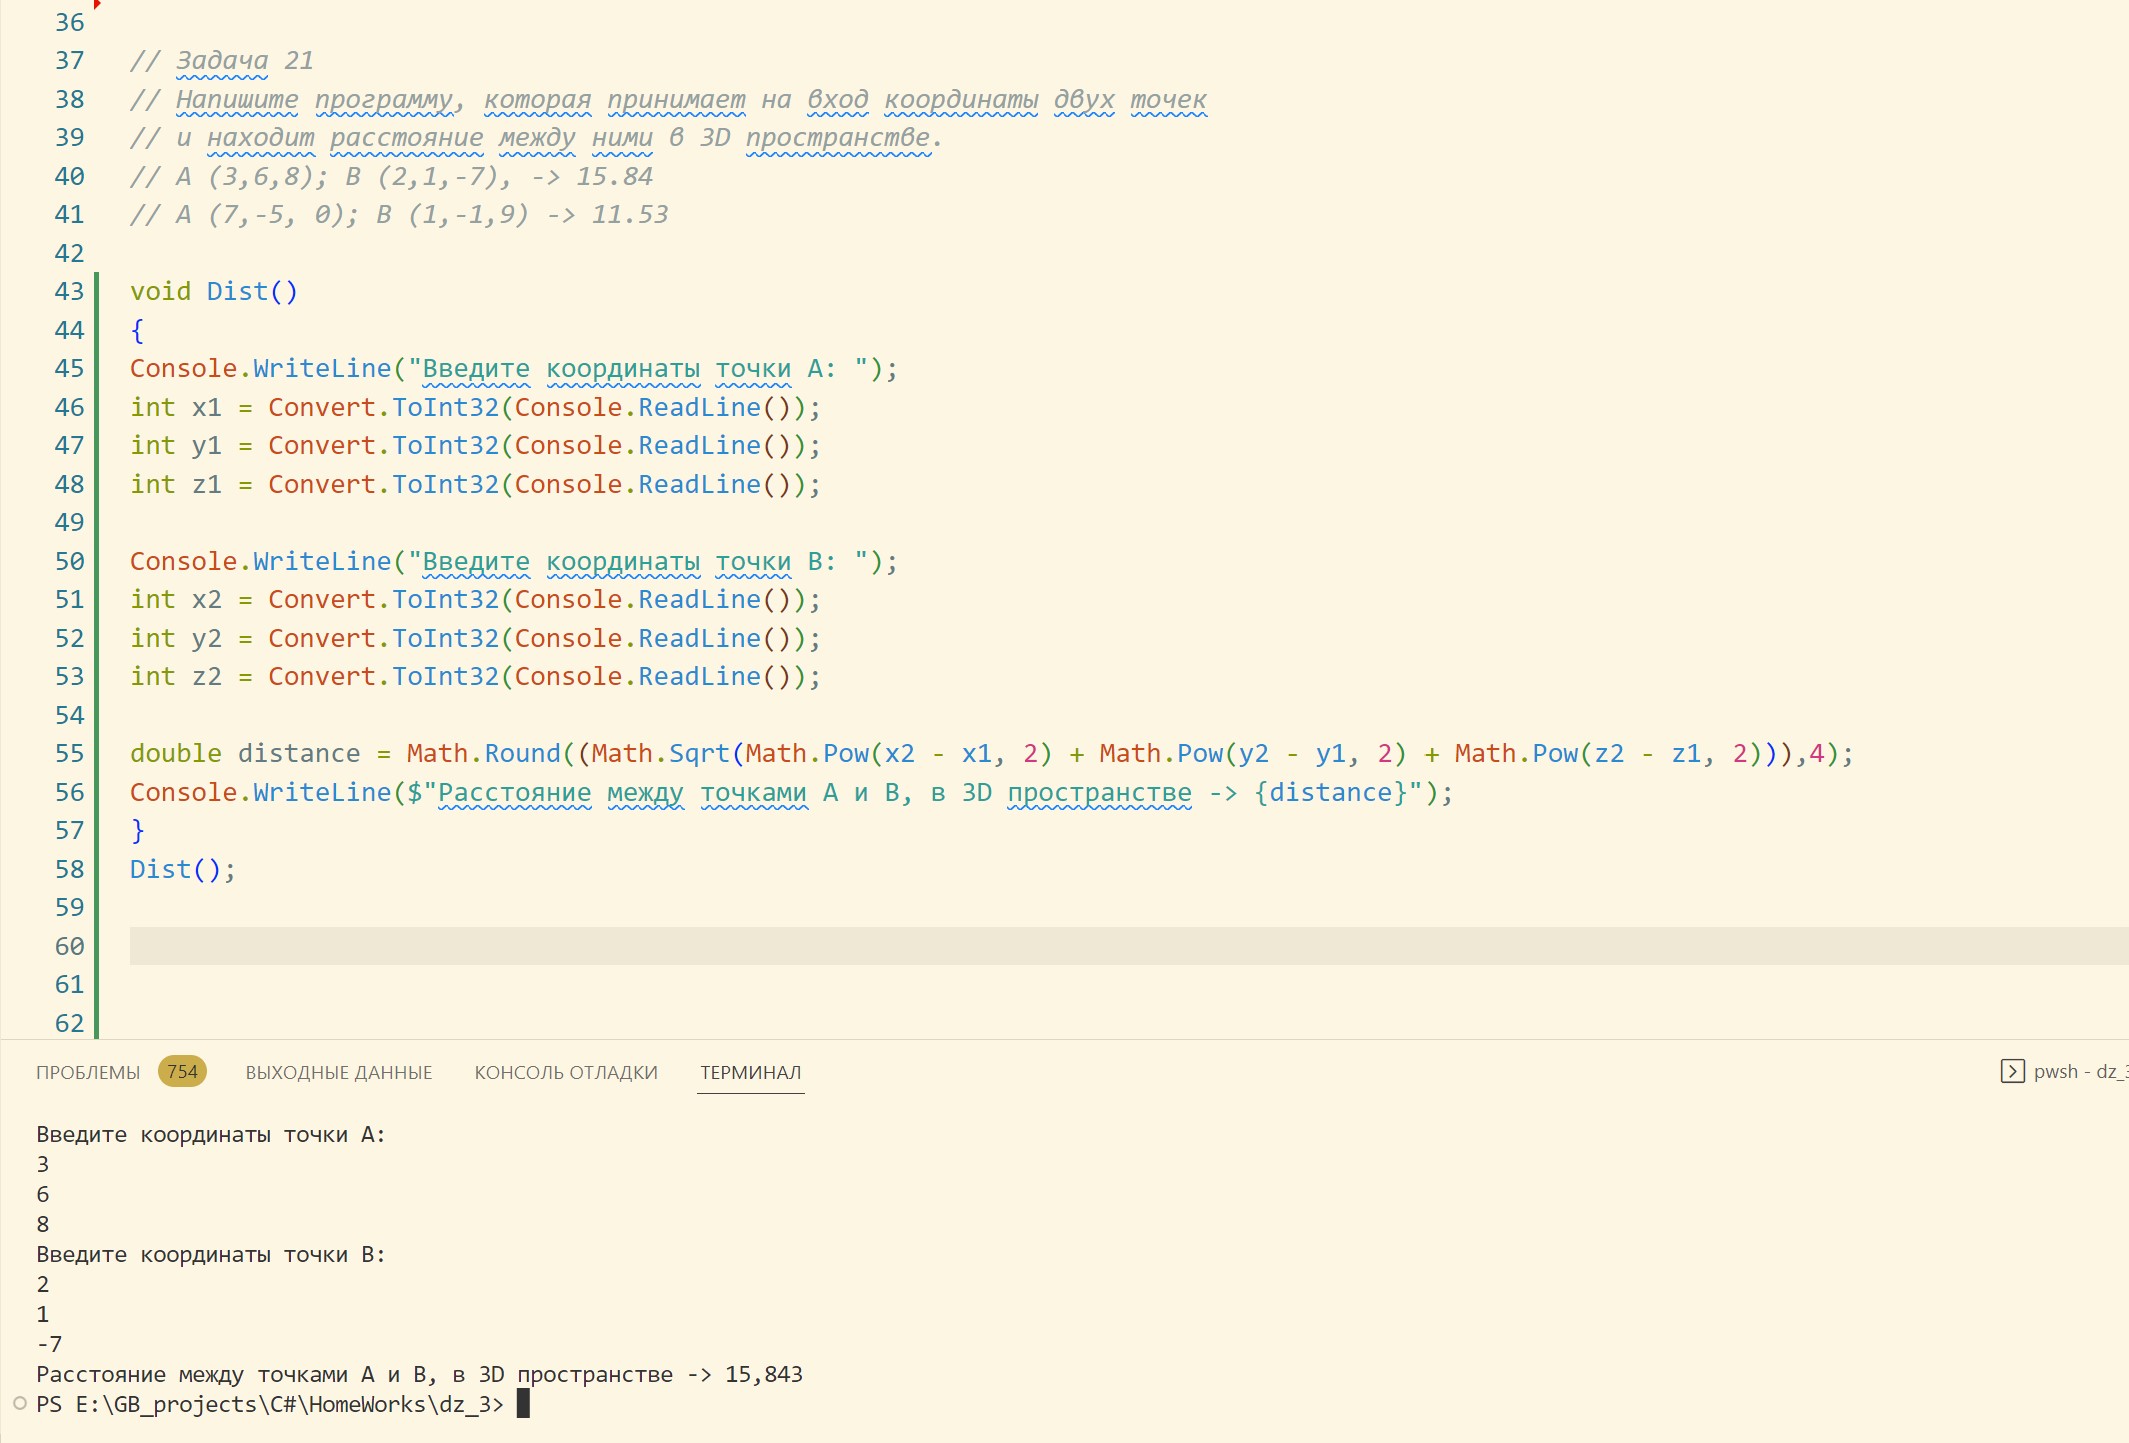 36
37 // Задача 21
38 // Напишите программу, которая принимает на вход координаты двух точек
39 // и находит расстояние между ними в 3D пространстве.
40 // A (3,6,8); B (2,1,-7), -> 15.84
41 // A (7,-5, 0); B (1,-1,9) -> 11.53
42
43 void Dist()
44 {
45 Console.WriteLine("Введите координаты точки A: ");
46 int x1 = Convert.ToInt32(Console.ReadLine());
47 int y1 = Convert.ToInt32(Console.ReadLine());
48 int z1 = Convert.ToInt32(Console.ReadLine());
49
50 Console.WriteLine("Введите координаты точки B: ");
51 int x2 = Convert.ToInt32(Console.ReadLine());
52 int y2 = Convert.ToInt32(Console.ReadLine());
53 int z2 = Convert.ToInt32(Console.ReadLine());
54
55 double distance = Math.Round((Math.Sqrt(Math.Pow(x2 - x1, 2) + Math.Pow(y2 - y1, 2) + Math.Pow(z2 - z1, 2))),4);
56 Console.WriteLine($"Расстояние между точками A и B, в 3D пространстве -> {distance}");
57 }
58 Dist();
59
60
61
62
ПРОБЛЕМЫ 754 ВЫХОДНЫЕ ДАННЫЕ КОНСОЛЬ ОТЛАДКИ ТЕРМИНАЛ pwsh - dz_3
Введите координаты точки A:
3
6
8
Введите координаты точки B:
2
1
-7
Расстояние между точками A и B, в 3D пространстве -> 15,843
PS E:\GB_projects\C#\HomeWorks\dz_3>